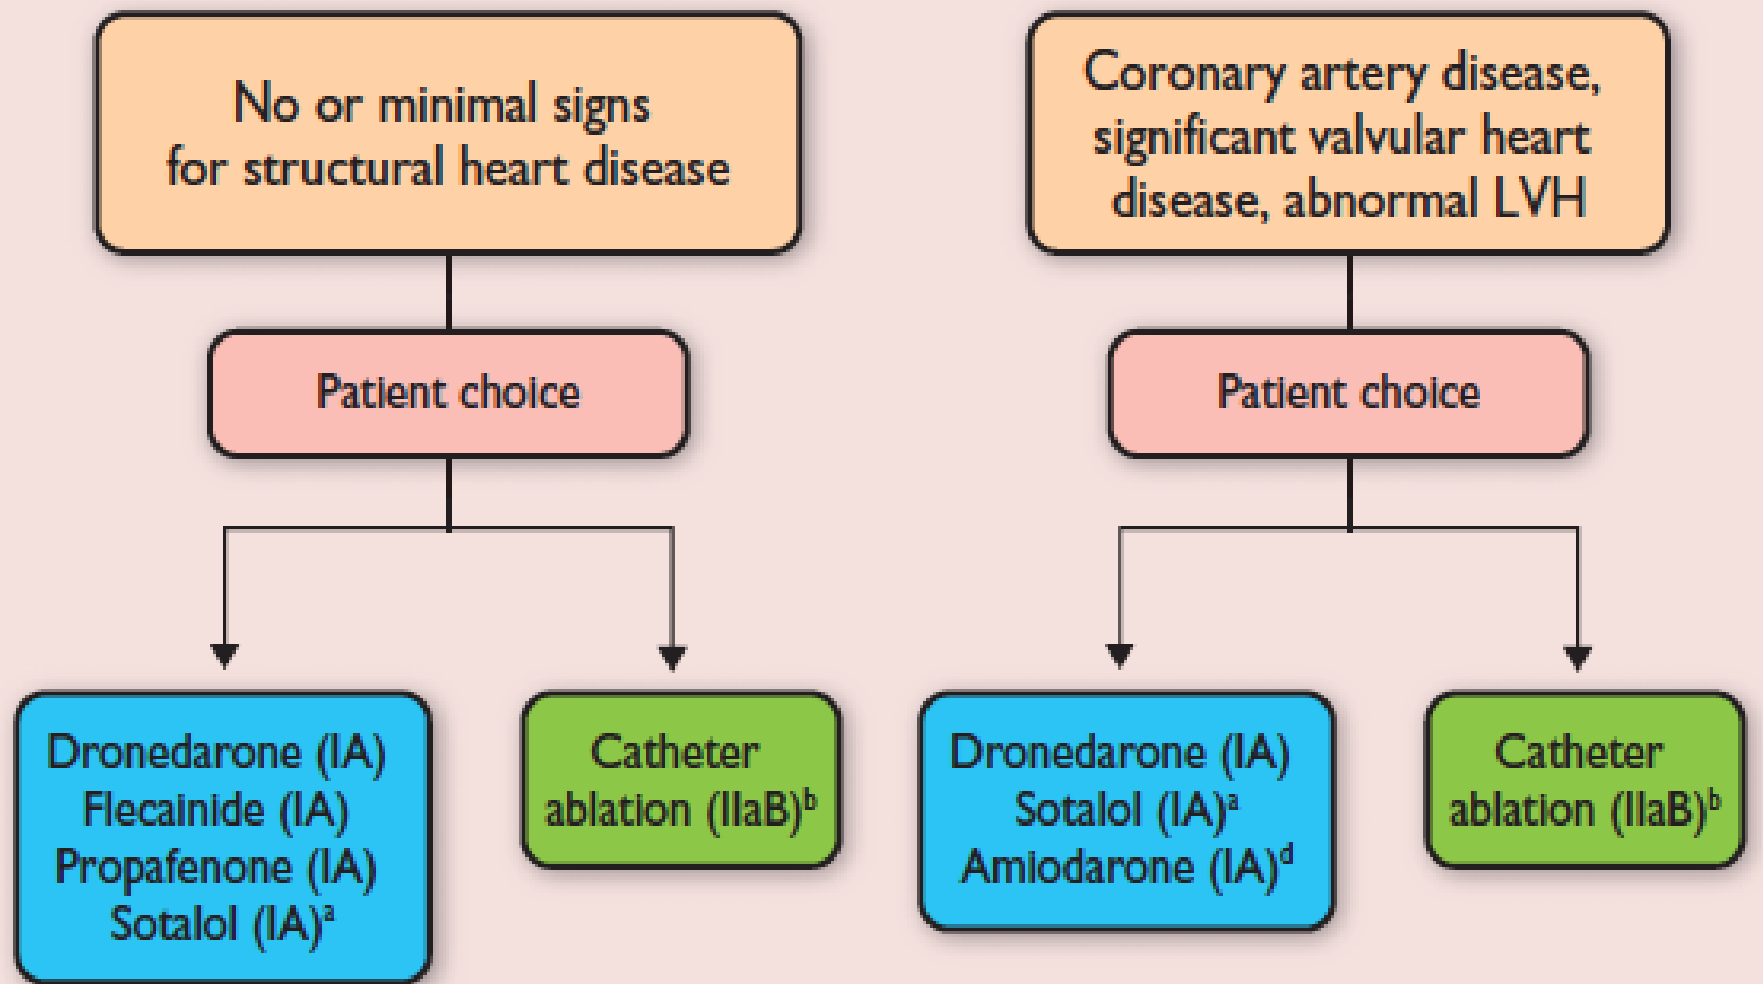 No or minimal signs
for structural heart disease
Patient choice
Dronedarone (IA)
Flecainide (IA)
Propafenone (IA)
Sotalol (IA)ᵃ
Catheter
ablation (IIaB)ᵇ
Coronary artery disease,
significant valvular heart
disease, abnormal LVH
Patient choice
Dronedarone (IA)
Sotalol (IA)ᵃ
Amiodarone (IA)ᵈ
Catheter
ablation (IIaB)ᵇ